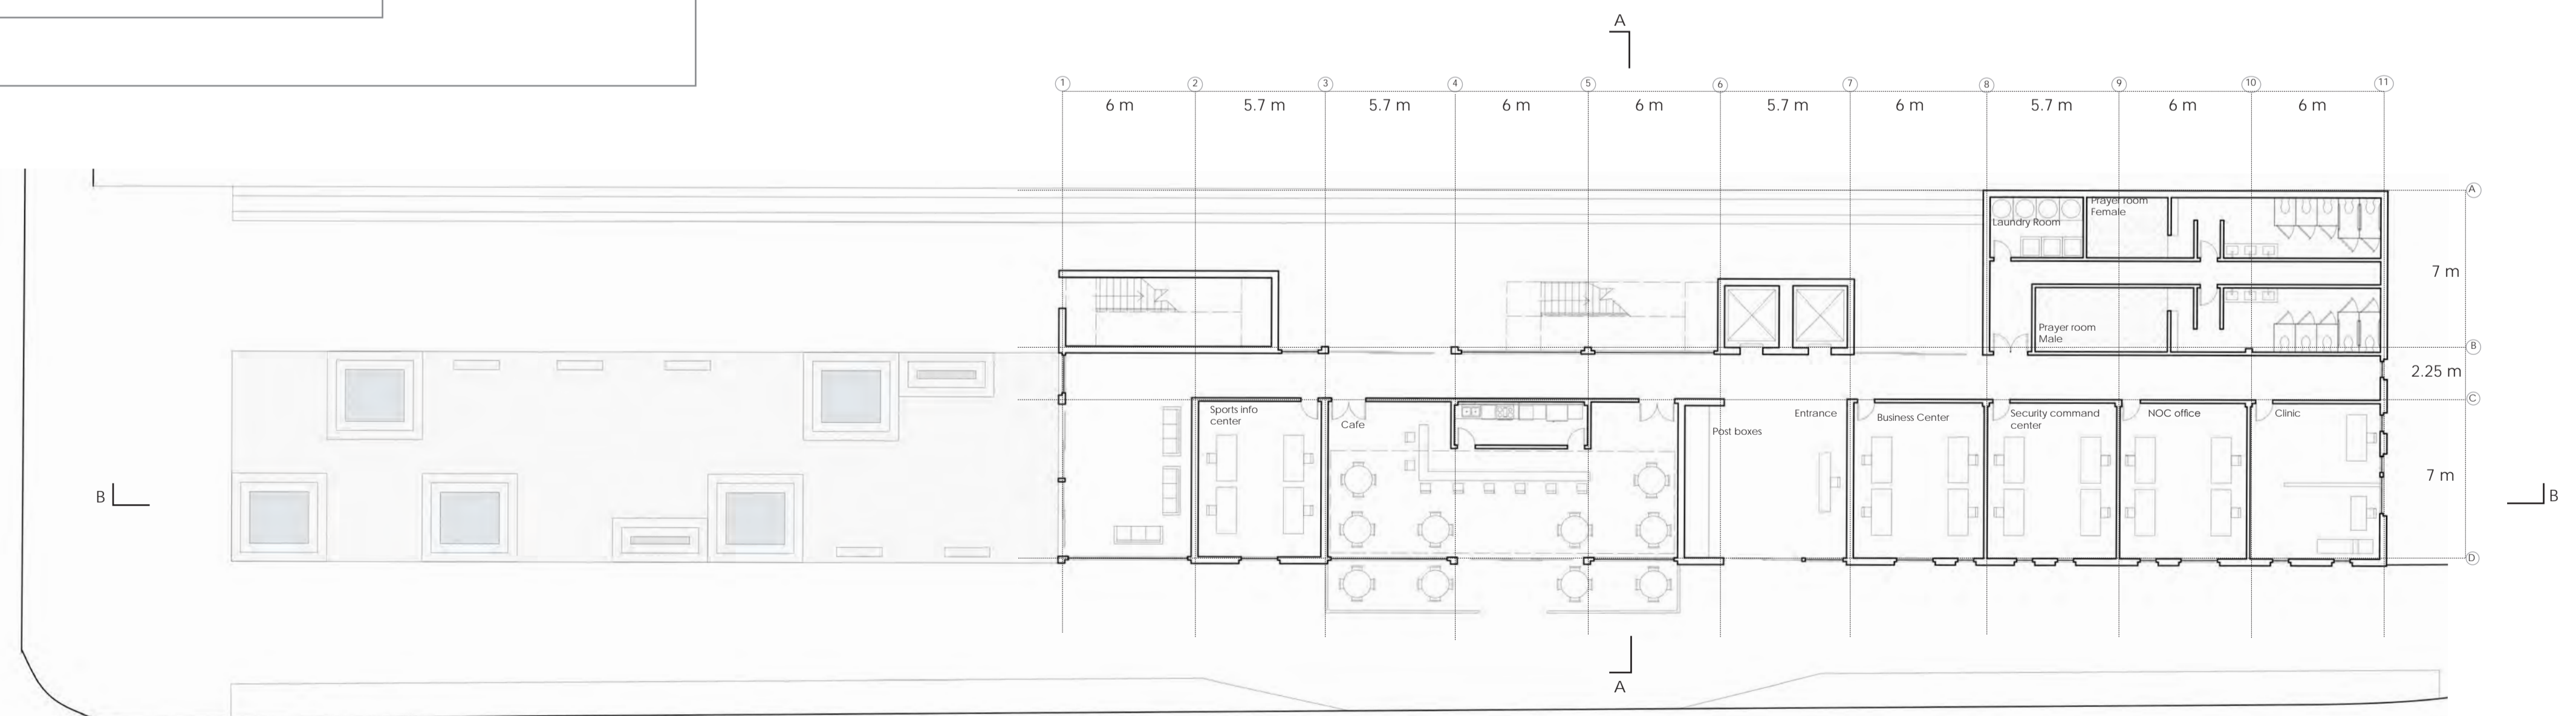 A
1 2 3 4 5 6 7 8 9 10 11
6 m 5.7 m 5.7 m 6 m 6 m 5.7 m 6 m 5.7 m 6 m 6 m
A
Prayer room
Female
Laundry Room
7 m
Prayer room
Male
B
2.25 m
C
Sports info
center
Cafe
Post boxes
Entrance
Business Center
Security command
center
NOC office
Clinic
7 m
B
B
D
A